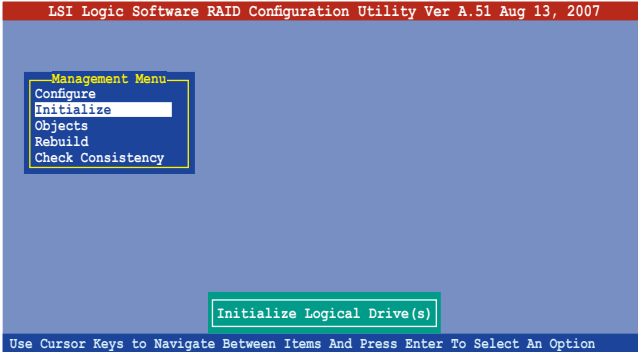 LSI Logic Software RAID Configuration Utility Ver A.51 Aug 13, 2007
Management Menu
Configure
Initialize
Objects
Rebuild
Check Consistency
Initialize Logical Drive(s)
Use Cursor Keys to Navigate Between Items And Press Enter To Select An Option